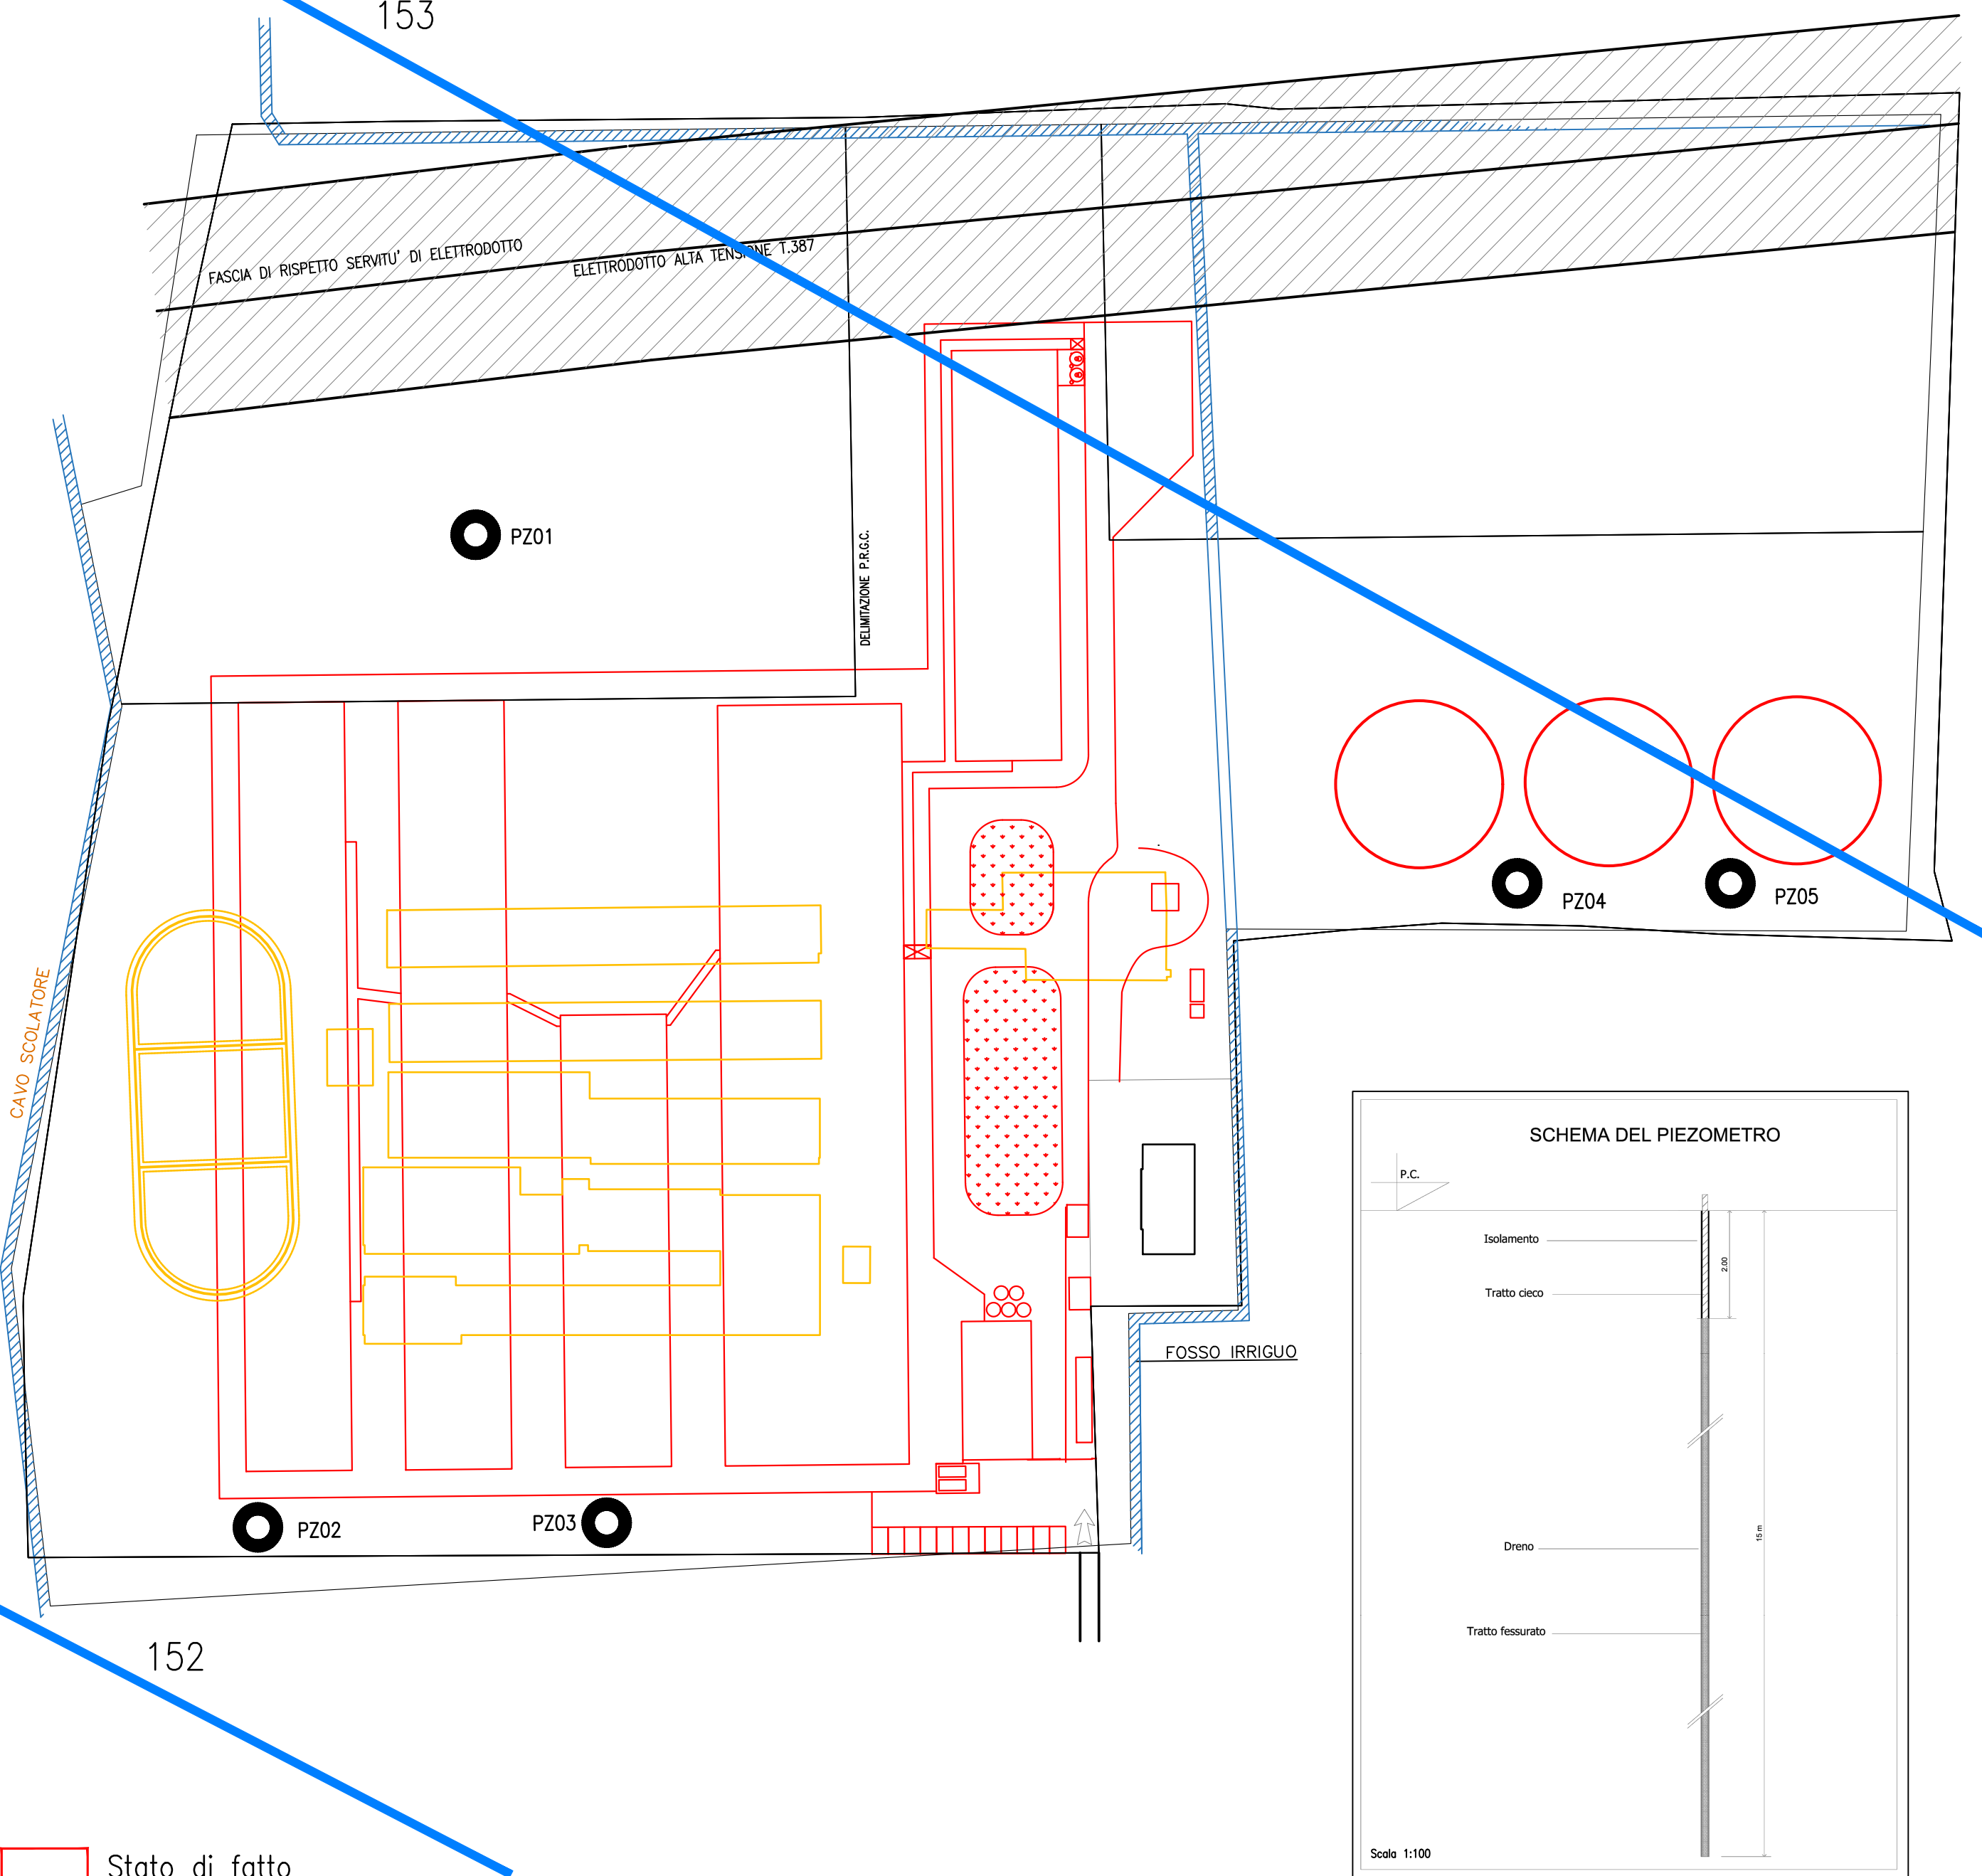 153
FASCIA DI RISPETTO SERVITU' DI ELETTRODOTTO
ELETTRODOTTO ALTA TENSIONE T.387
PZ01
DELIMITAZIONE P.R.G.C.
PZ04
PZ05
CAVO SCOLATORE
SCHEMA DEL PIEZOMETRO
P.C.
Isolamento
2.00
Tratto cieco
FOSSO IRRIGUO
PZ02
PZ03
15 m
Dreno
Tratto fessurato
152
Scala 1:100
Stato di fatto